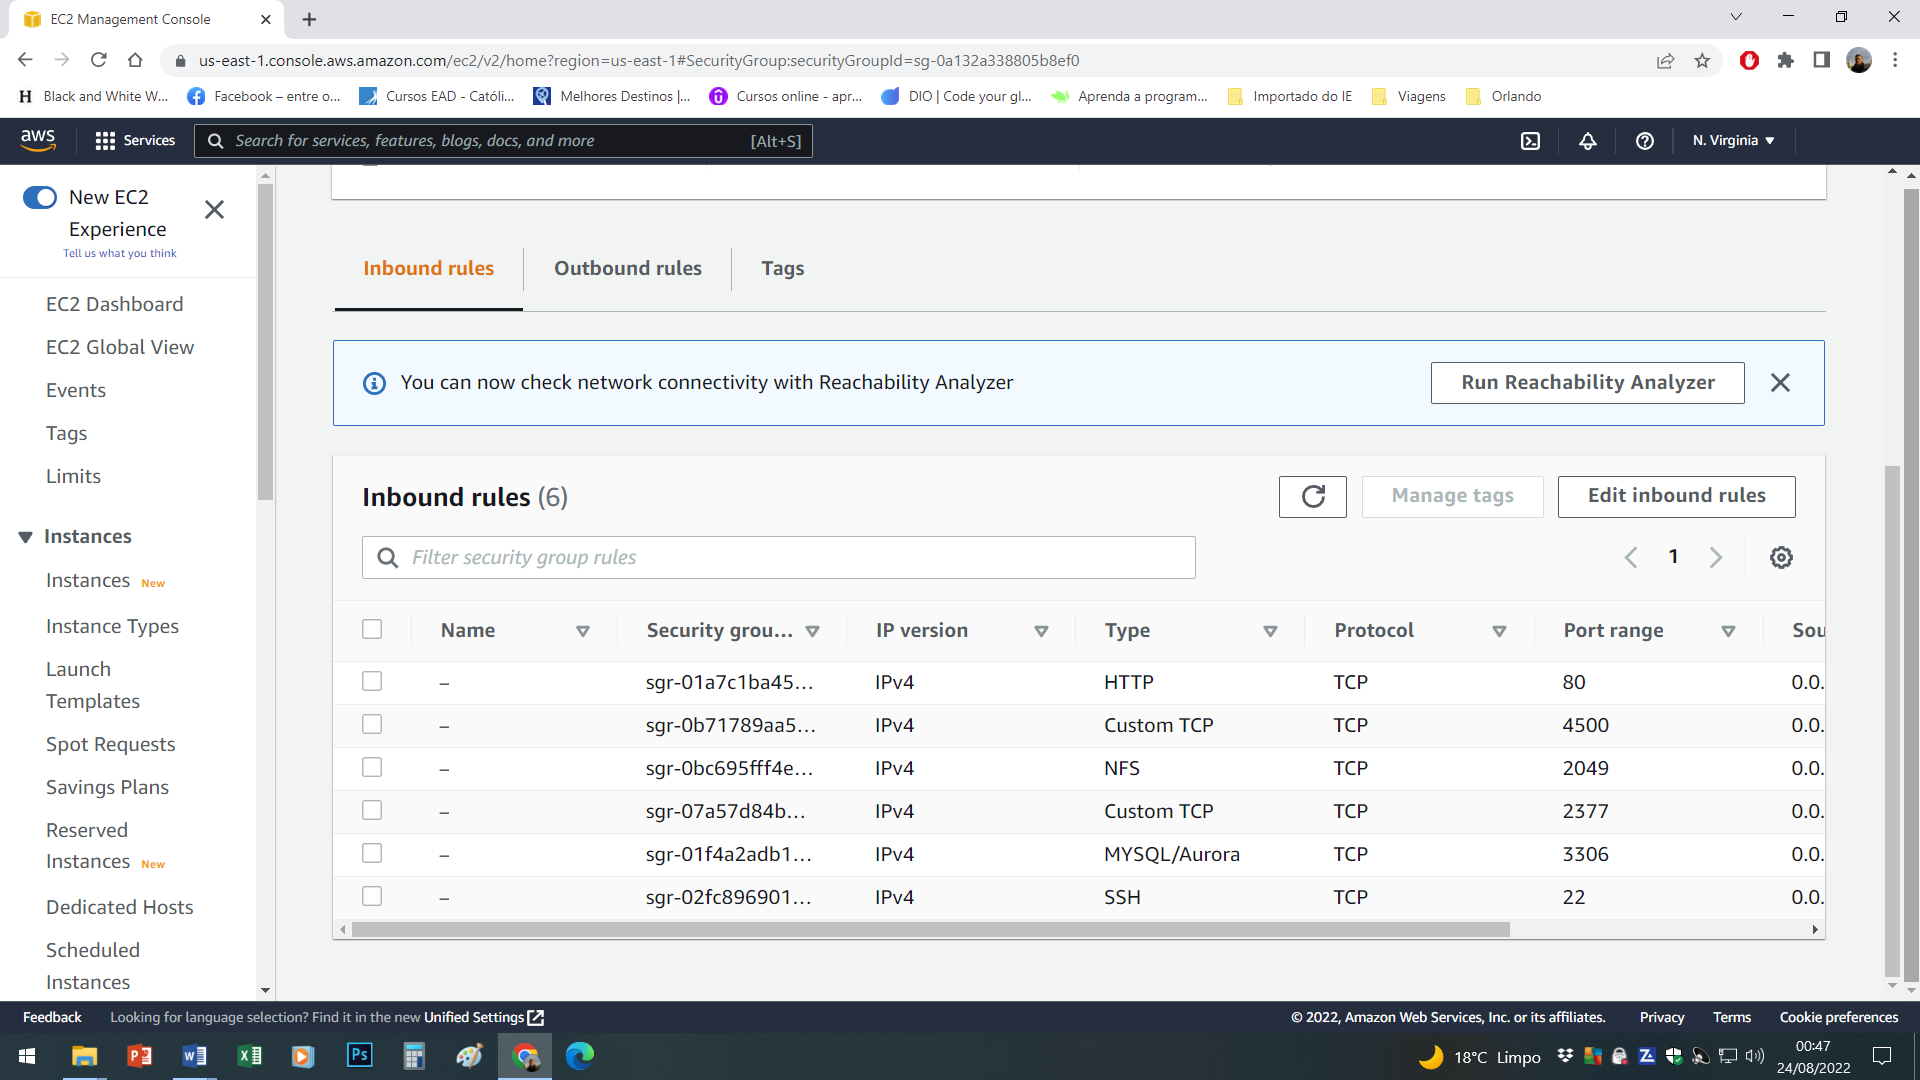 EC2 Management Console
us-east-1.console.aws.amazon.com/ec2/v2/home?region=us-east-1#SecurityGroup:securityGroupId=sg-0a132a338805b8ef0
H Black and White W... Facebook – entre o... Cursos EAD - Católi... Melhores Destinos |... Cursos online - apr... DIO | Code your gl... Aprenda a program... Importado do IE Viagens Orlando
aws Services Search for services, features, blogs, docs, and more [Alt+S] N. Virginia
New EC2
Experience
Tell us what you think
EC2 Dashboard
EC2 Global View
Events
Tags
Limits
Instances
Instances New
Instance Types
Launch
Templates
Spot Requests
Savings Plans
Reserved
Instances New
Dedicated Hosts
Scheduled
Instances
Inbound rules Outbound rules Tags
You can now check network connectivity with Reachability Analyzer Run Reachability Analyzer
Inbound rules (6) Manage tags Edit inbound rules
Filter security group rules 1
Name Security grou... IP version Type Protocol Port range Sou
– sgr-01a7c1ba45... IPv4 HTTP TCP 80 0.0.
– sgr-0b71789aa5... IPv4 Custom TCP TCP 4500 0.0.
– sgr-0bc695fff4e... IPv4 NFS TCP 2049 0.0.
– sgr-07a57d84b... IPv4 Custom TCP TCP 2377 0.0.
– sgr-01f4a2adb1... IPv4 MYSQL/Aurora TCP 3306 0.0.
– sgr-02fc896901... IPv4 SSH TCP 22 0.0.
Feedback Looking for language selection? Find it in the new Unified Settings © 2022, Amazon Web Services, Inc. or its affiliates. Privacy Terms Cookie preferences
18°C Limpo
00:47
24/08/2022